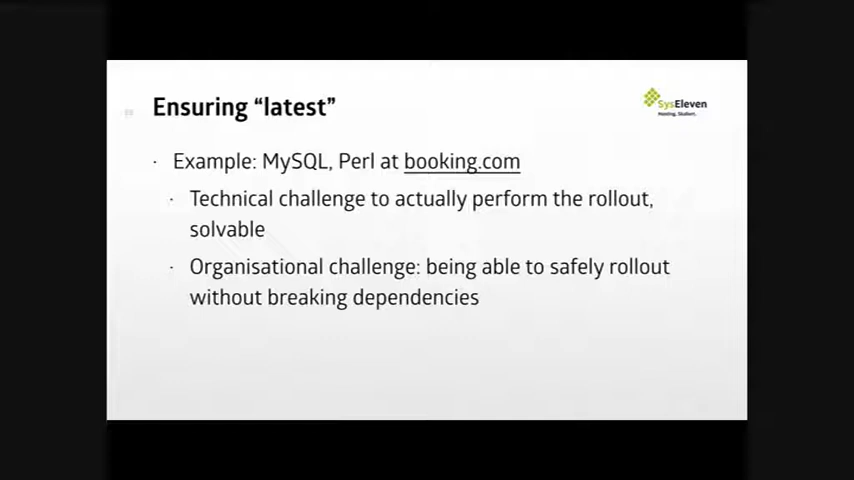 Ensuring “latest”
SysEleven
Hosting. Station.
· Example: MySQL, Perl at booking.com
· Technical challenge to actually perform the rollout,
solvable
· Organisational challenge: being able to safely rollout
without breaking dependencies